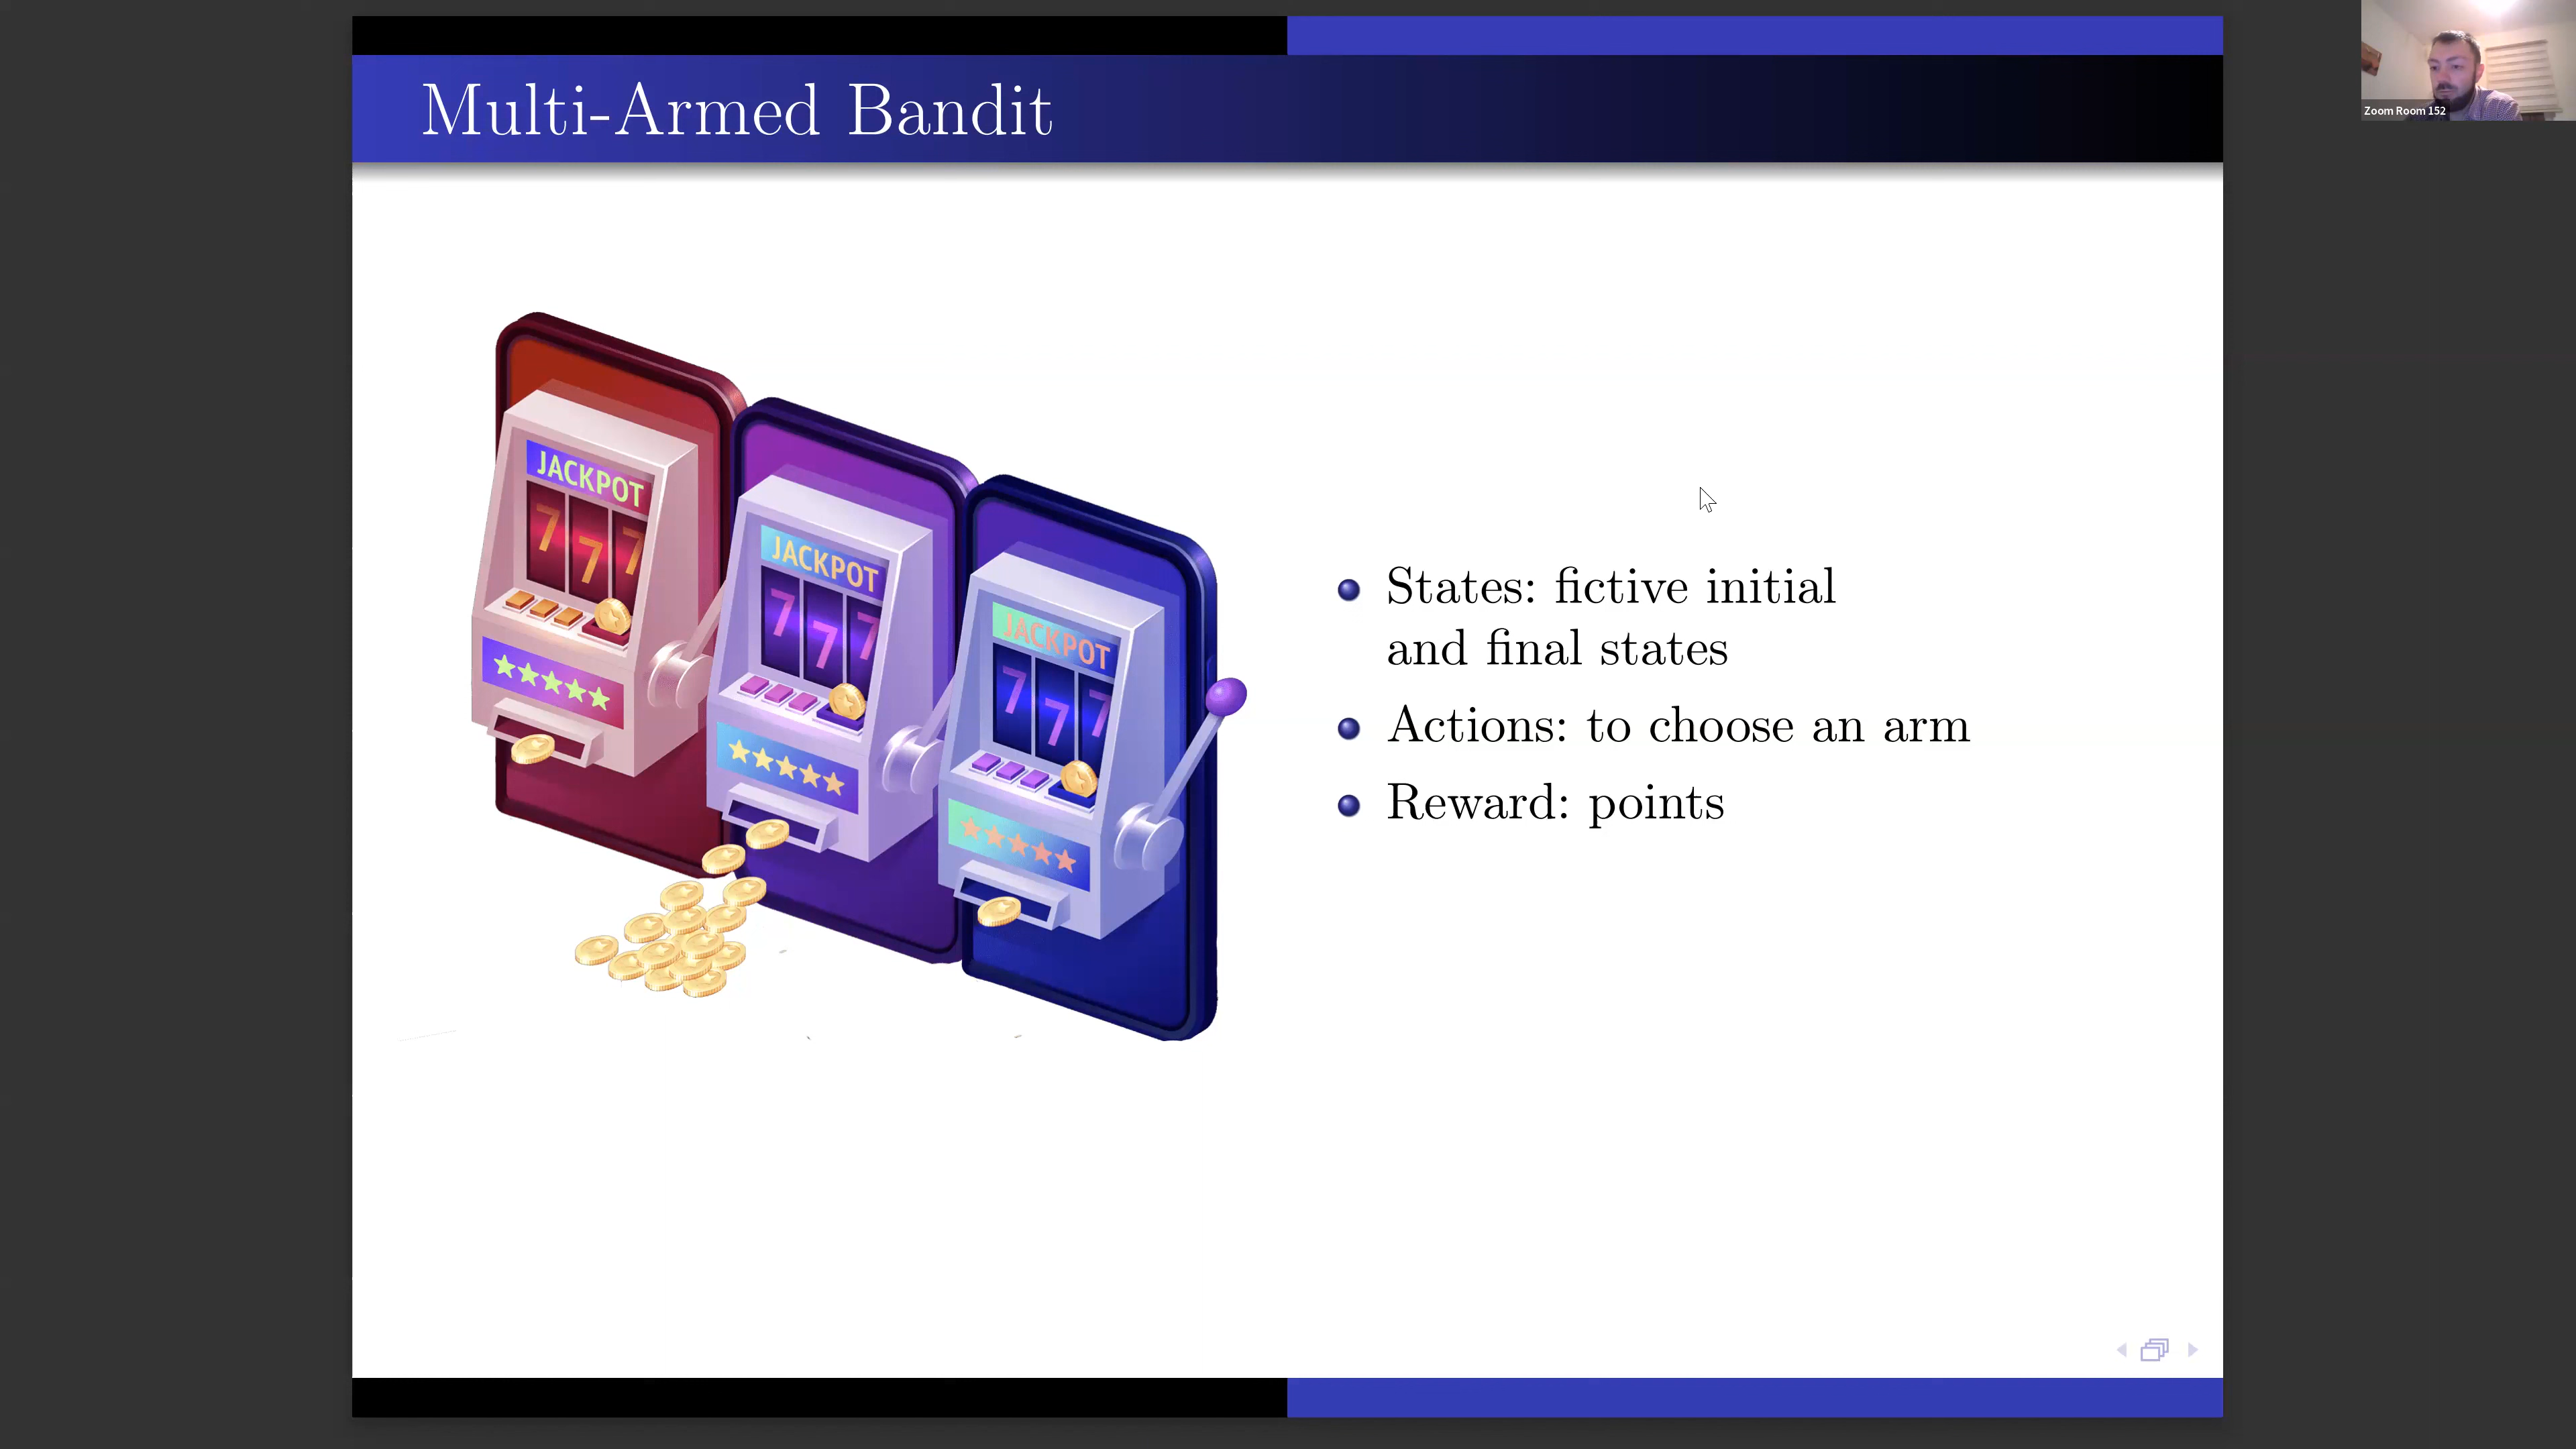 Multi-Armed Bandit
Zoom Room 152
JACKPOT
7 7 7
JACKPOT
7 7 7
JACKPOT
7 7 7
States: fictive initial
and final states
Actions: to choose an arm
Reward: points